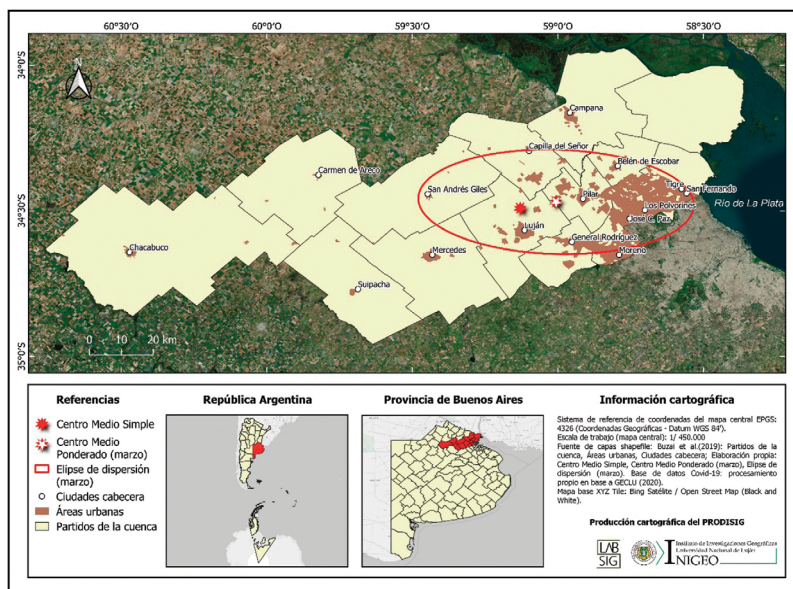 60°30'S 60°0'S 59°30'S 59°0'S 58°30'S
34°0'S
34°30'S
35°0'S
N
Campana
Capilla del Señor
Belén de Escobar
Carmen de Areco
San Andrés Giles
Pilar
Tigre
San Fernando
Río de La Plata
Los Polvorines
José C. Paz
Luján
General Rodríguez
Moreno
Chacabuco
Mercedes
Suipacha
0 10 20 km
Referencias
Centro Medio Simple
Centro Medio
Ponderado (marzo)
Elipse de dispersión
(marzo)
Ciudades cabecera
Áreas urbanas
Partidos de la cuenca
República Argentina
Provincia de Buenos Aires
Información cartográfica
Sistema de referencia de coordenadas del mapa central EPGS:
4326 (Coordenadas Geográficas - Datum WGS 84').
Escala de trabajo (mapa central): 1/ 450.000
Fuente de capas shapefile: Buzai et al.(2019): Partidos de la
cuenca, Áreas urbanas, Ciudades cabecera; Elaboración propia:
Centro Medio Simple, Centro Medio Ponderado (marzo), Elipse de
dispersión (marzo). Base de datos Covid-19: procesamiento
propio en base a GECLU (2020).
Mapa base XYZ Tile: Bing Satélite / Open Street Map (Black and
White).
Producción cartográfica del PRODISIG
LAB
SIG
Instituto de Investigaciones Geográficas
Universidad Nacional de Luján
INIGEO